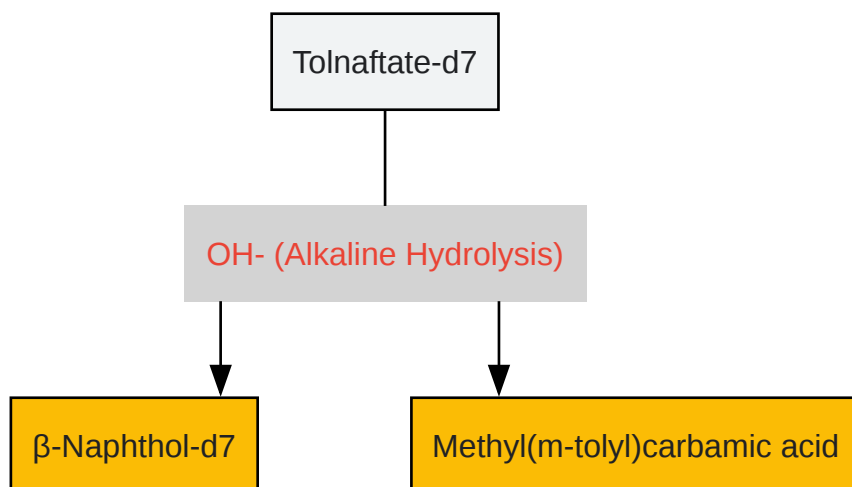 Tolnaftate-d7
OH- (Alkaline Hydrolysis)
β-Naphthol-d7
Methyl(m-tolyl)carbamic acid